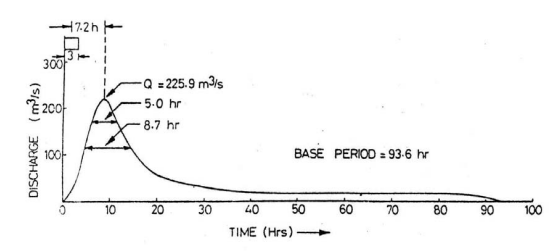 7.2 h
3
300
200
100
DISCHARGE (m³/s)
Q = 225.9 m³/s
5.0 hr
8.7 hr
BASE PERIOD = 93.6 hr
0 10 20 30 40 50 60 70 80 90 100
TIME (Hrs)